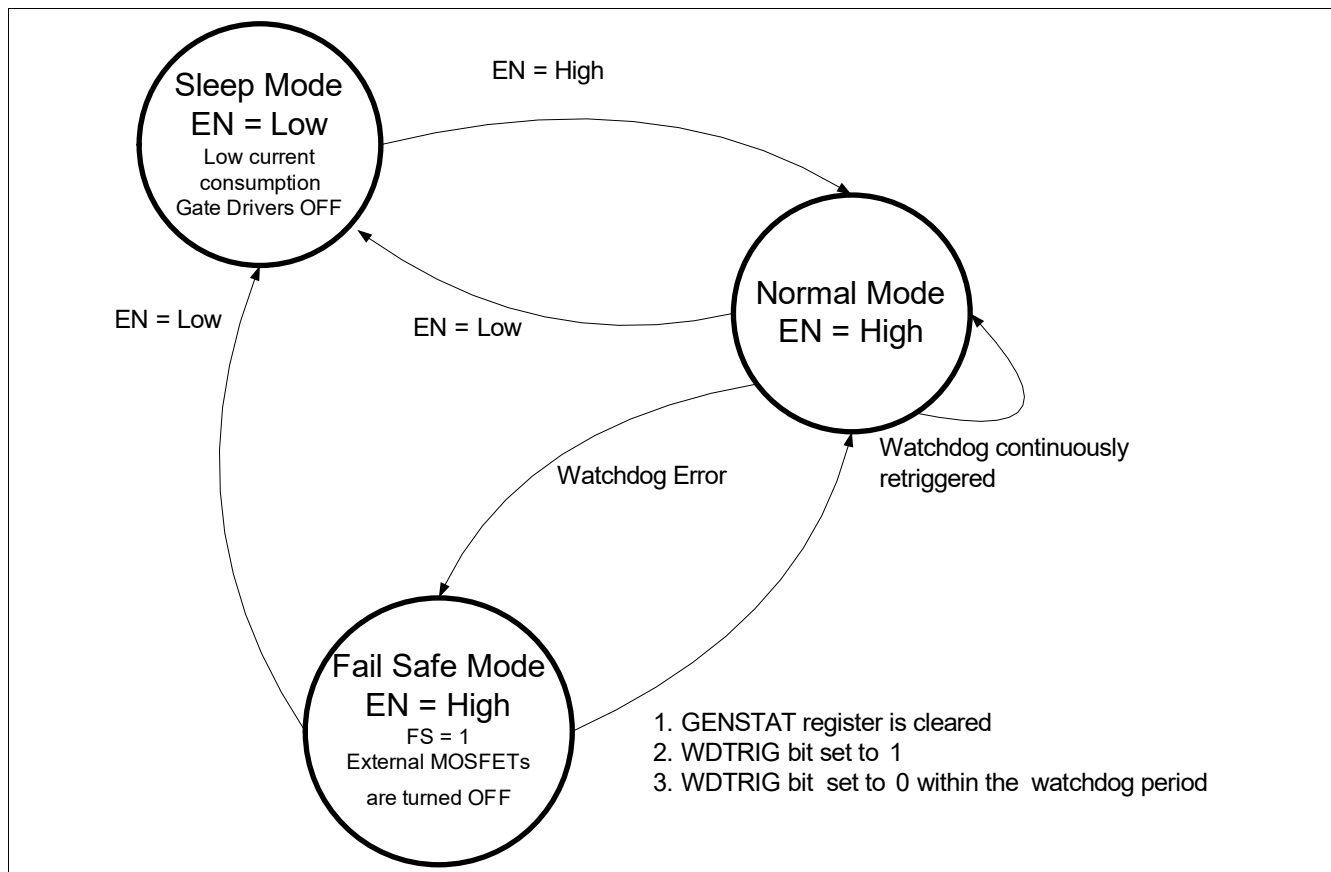 Sleep Mode
EN = Low
Low current
consumption
Gate Drivers OFF
EN = High
Normal Mode
EN = High
EN = Low
EN = Low
Watchdog continuously
retriggered
Watchdog Error
Fail Safe Mode
EN = High
FS = 1
External MOSFETs
are turned OFF
1. GENSTAT register is cleared
2. WDTRIG bit set to 1
3. WDTRIG bit set to 0 within the watchdog period